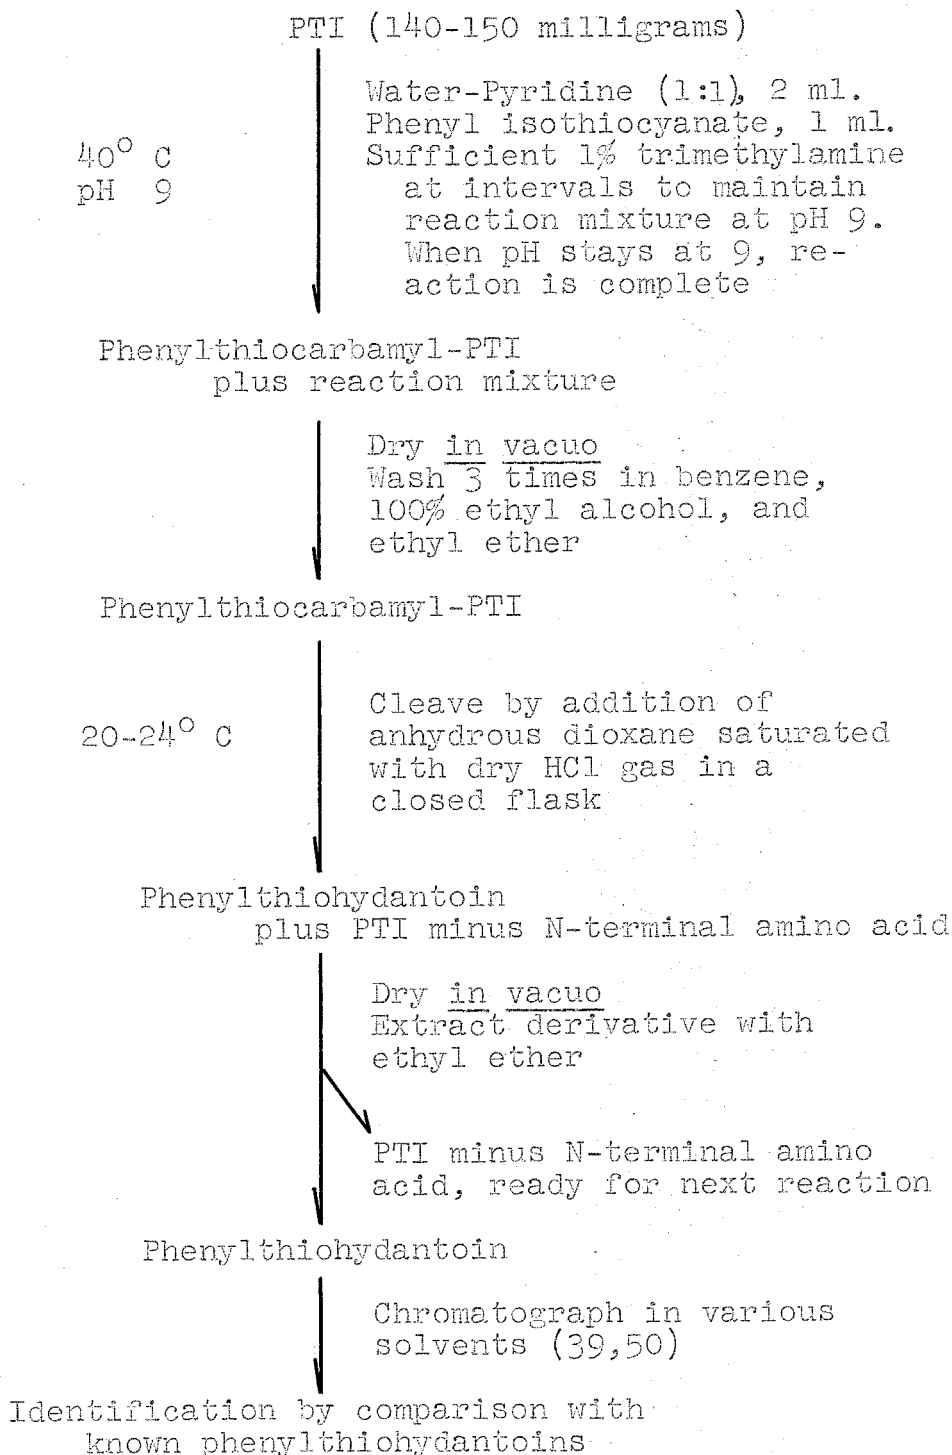 PTI (140-150 milligrams)
Water-Pyridine (1:1), 2 ml.
Phenyl isothiocyanate, 1 ml.
40° C
Sufficient 1% trimethylamine
pH 9
at intervals to maintain
reaction mixture at pH 9.
When pH stays at 9, re-
action is complete
Phenylthiocarbamyl-PTI
plus reaction mixture
Dry in vacuo
Wash 3 times in benzene,
100% ethyl alcohol, and
ethyl ether
Phenylthiocarbamyl-PTI
20-24° C
Cleave by addition of
anhydrous dioxane saturated
with dry HCl gas in a
closed flask
Phenylthiohydantoin
plus PTI minus N-terminal amino acid
Dry in vacuo
Extract derivative with
ethyl ether
PTI minus N-terminal amino
acid, ready for next reaction
Phenylthiohydantoin
Chromatograph in various
solvents (39,50)
Identification by comparison with
known phenylthiohydantoins